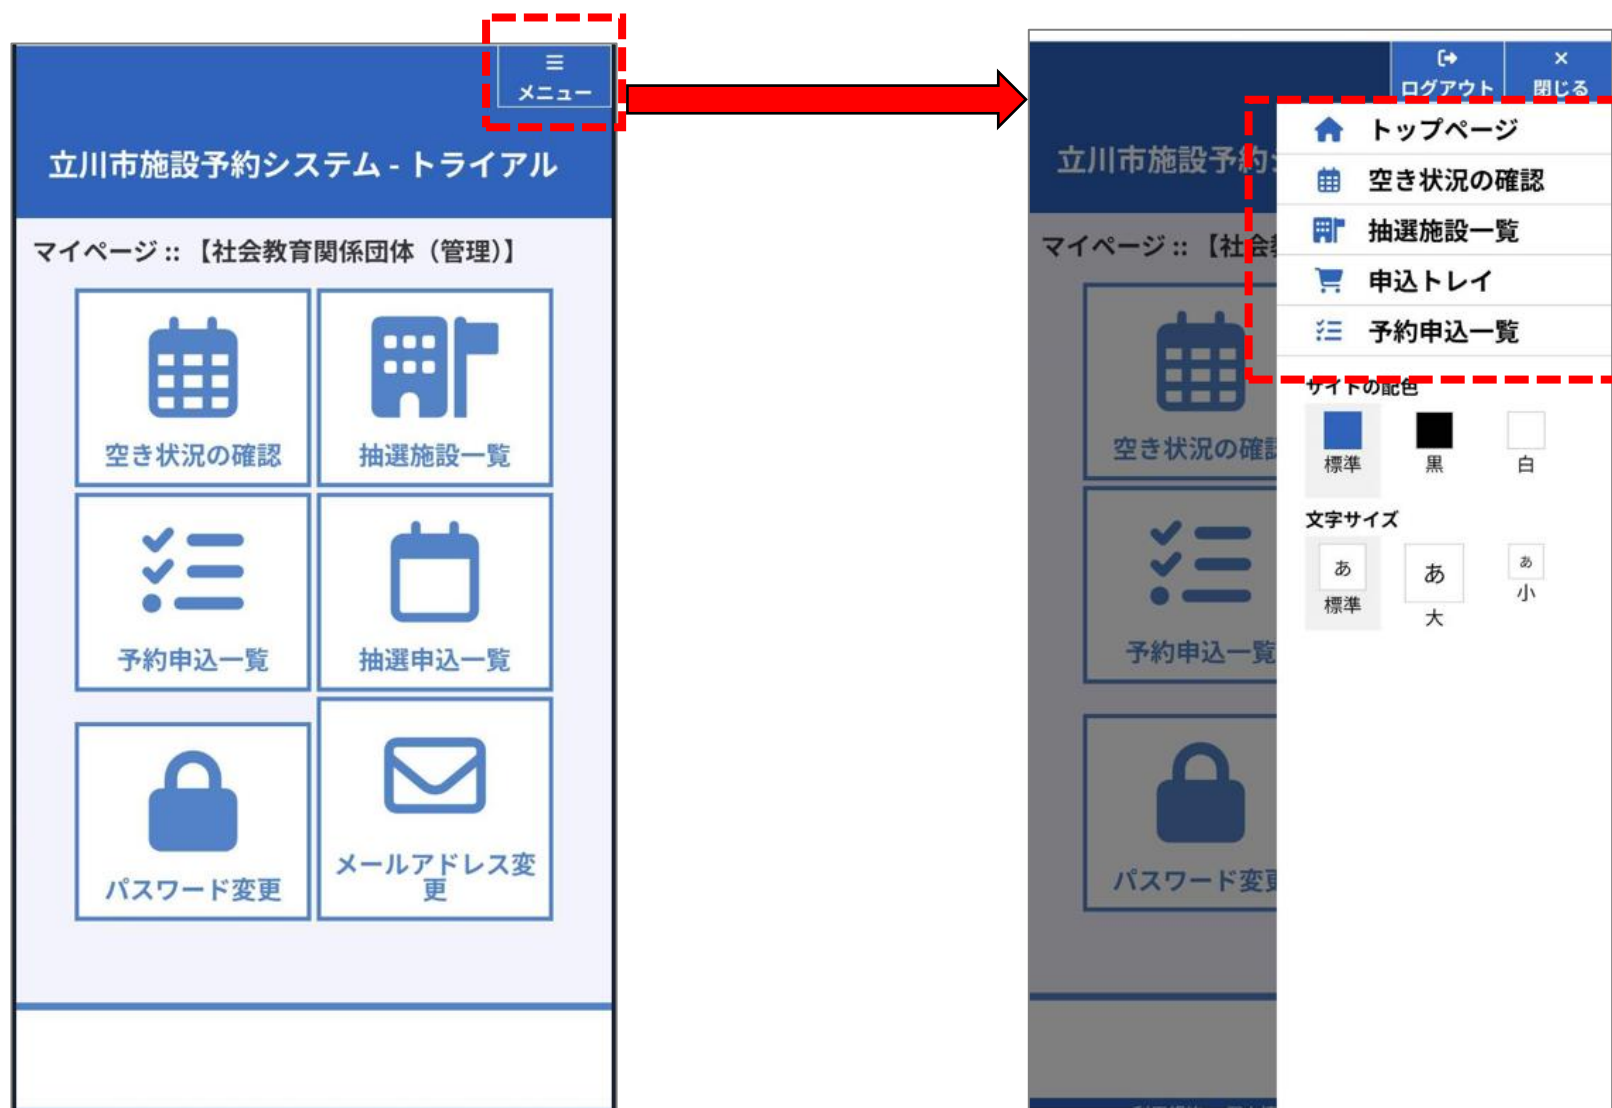 メニュー
立川市施設予約システム - トライアル
マイページ :: 【社会教育関係団体（管理）】
空き状況の確認
抽選施設一覧
予約申込一覧
抽選申込一覧
パスワード変更
メールアドレス変
更
ログアウト
閉じる
立川市施設予約
マイページ :: 【社会
空き状況の確
予約申込一覧
パスワード変
トップページ
空き状況の確認
抽選施設一覧
申込トレイ
予約申込一覧
サイトの配色
標準
黒
白
文字サイズ
あ
標準
あ
大
あ
小